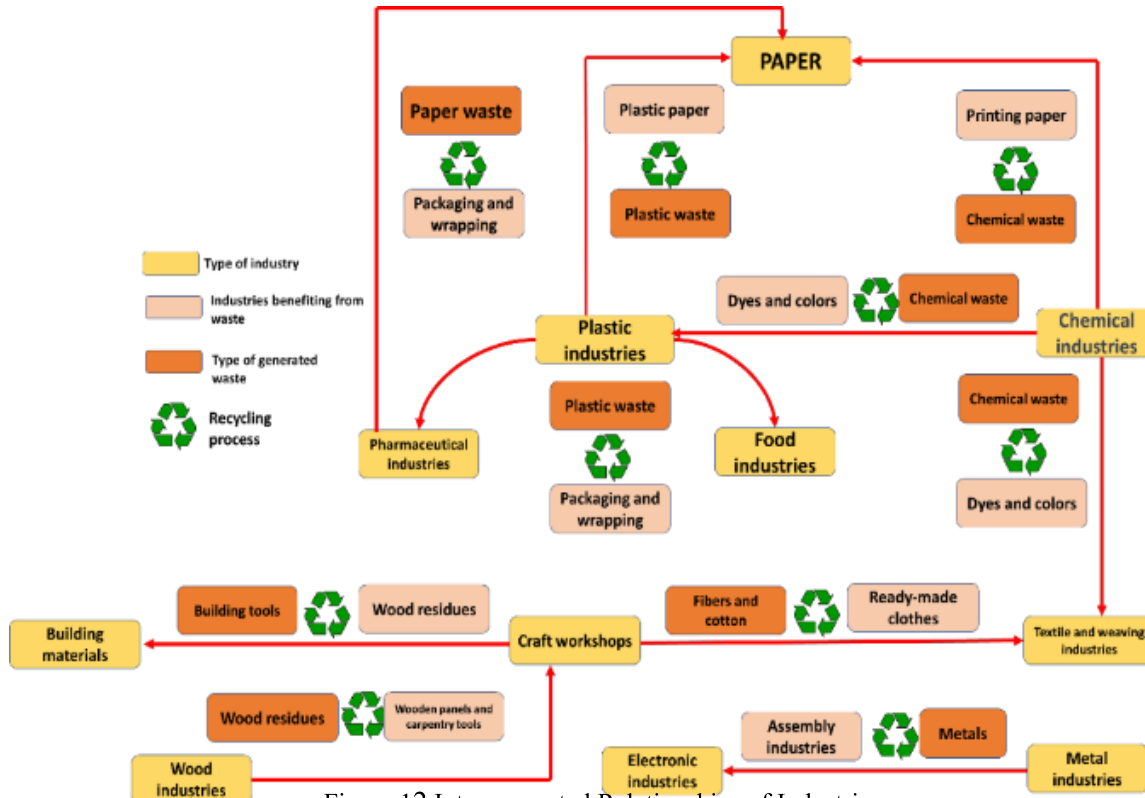 PAPER
Paper waste
Packaging and
wrapping
Plastic paper
Plastic waste
Printing paper
Chemical waste
Type of industry
Industries benefiting from
waste
Type of generated
waste
Recycling
process
Dyes and colors
Chemical waste
Plastic
industries
Chemical
industries
Plastic waste
Packaging and
wrapping
Pharmaceutical
industries
Food
industries
Chemical waste
Dyes and colors
Building tools
Wood residues
Fibers and
cotton
Ready-made
clothes
Building
materials
Craft workshops
Textile and weaving
industries
Wood residues
Wooden panels and
carpentry tools
Assembly
industries
Metals
Wood
industries
Electronic
industries
Metal
industries